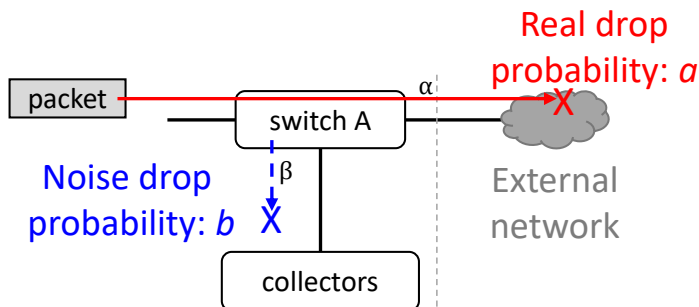 Real drop
probability: a
packet
α
X
switch A
β
Noise drop
probability: b
X
External
network
collectors